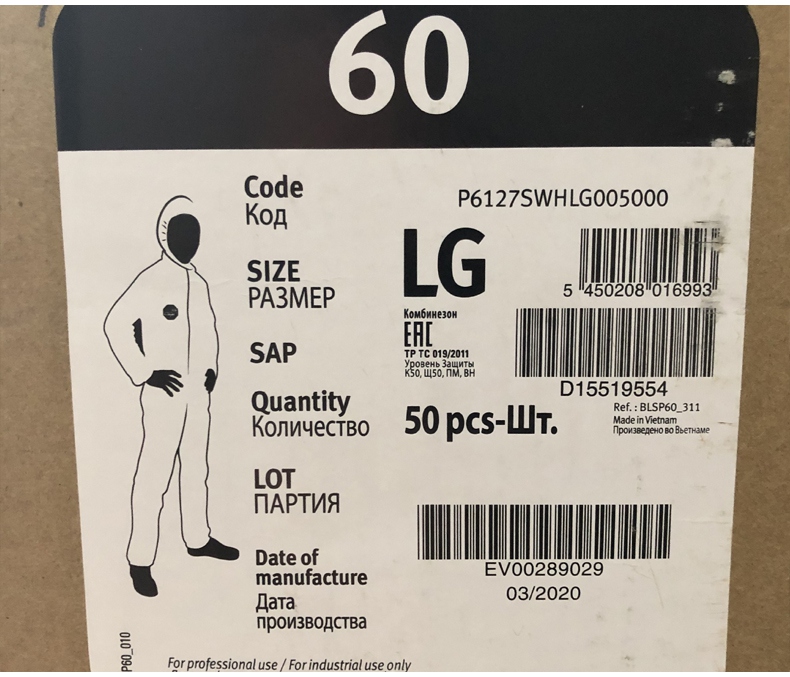 60
Code
Код
P6127SWHLG005000
SIZE
РАЗМЕР
LG
5 450208 016993
Комбинезон
EAC
ТР ТС 019/2011
Уровень Защиты
К50, Щ50, ПМ, ВН
SAP
D15519554
Quantity
Количество
50 pcs-Шт.
Ref. : BLSP60_311
Made in Vietnam
Произведено во Вьетнаме
LOT
ПАРТИЯ
EV00289029
Date of
manufacture
Дата
производства
03/2020
P60_010
For professional use / For industrial use only